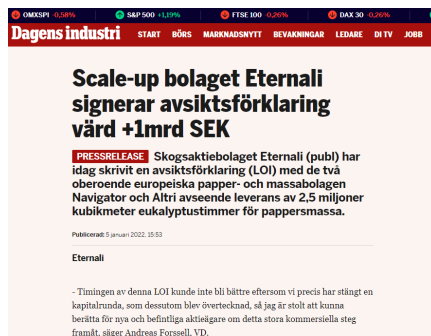 OMXSPI -0,58% S&P 500 +1,19% FTSE 100 -0,26% DAX 30 -0,26%
Dagens industri START BÖRS MARKNADSNYTT BEVAKNINGAR LEDARE DI TV JOBB
Scale-up bolaget Eternali
signerar avsiktsförklaring
värd +1mrd SEK
PRESSRELEASE Skogsaktiebolaget Eternali (publ) har
idag skrivit en avsiktsförklaring (LOI) med de två
oberoende europeiska papper- och massabolagen
Navigator och Altri avseende leverans av 2,5 miljoner
kubikmeter eukalyptustimmer för pappersmassa.
Publicerad: 5 januari 2022, 15:53
Eternali
- Timingen av denna LOI kunde inte bli bättre eftersom vi precis har stängt en
kapitalrunda, som dessutom blev övertecknad, så jag är stolt att kunna
berätta för nya och befintliga aktieägare om detta stora kommersiella steg
framåt, säger Andreas Forssell, VD.